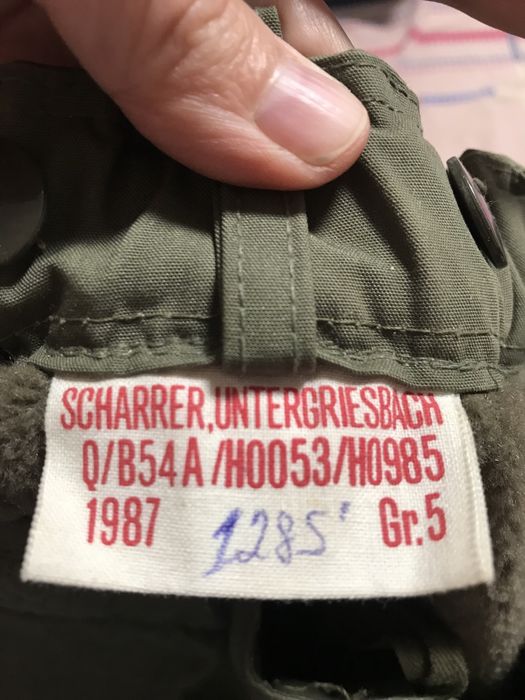 SCHARRER, UNTERGRIESBACH
Q/B54A/H0053/H0985
1987 1285' Gr.5